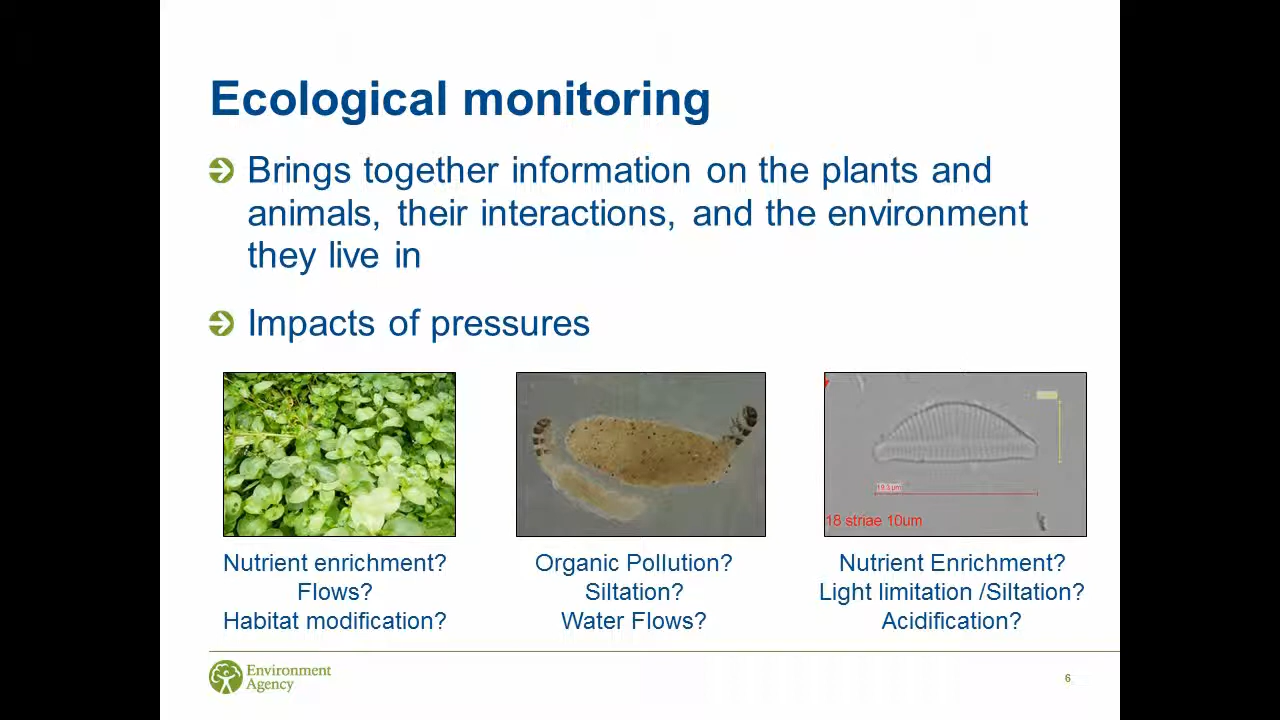 Ecological monitoring
Brings together information on the plants and
animals, their interactions, and the environment
they live in
Impacts of pressures
19.3µm
18 striae 10um
Nutrient enrichment?
Flows?
Habitat modification?
Organic Pollution?
Siltation?
Water Flows?
Nutrient Enrichment?
Light limitation /Siltation?
Acidification?
Environment
Agency
6